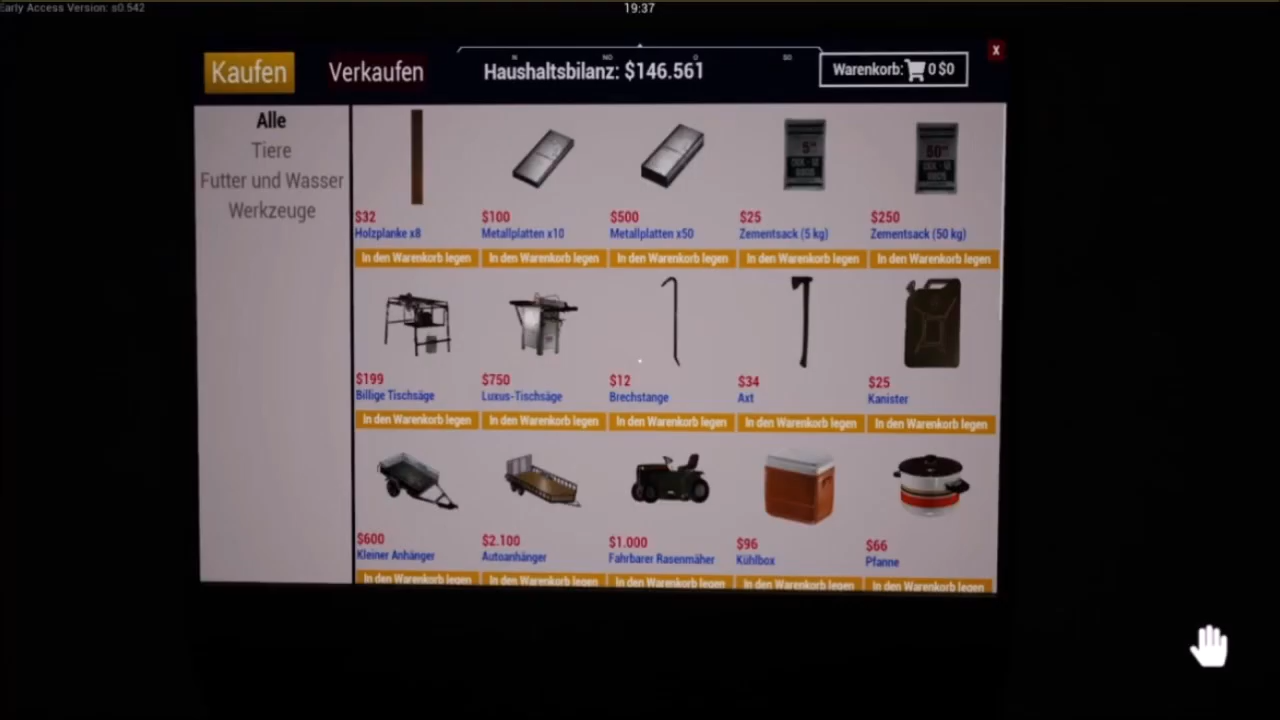 Early Access Version: s0.542
19:37
Kaufen
Verkaufen
N
NO
O
SO
Haushaltsbilanz: $146.561
Warenkorb: 0 $0
X
Alle
Tiere
Futter und Wasser
Werkzeuge
5"
50"
$32
$100
$500
$25
$250
Holzplanke x8
Metallplatten x10
Metallplatten x50
Zementsack (5 kg)
Zementsack (50 kg)
In den Warenkorb legen
In den Warenkorb legen
In den Warenkorb legen
In den Warenkorb legen
In den Warenkorb legen
$199
$750
$12
$34
$25
Billige Tischsäge
Luxus-Tischsäge
Brechstange
Axt
Kanister
In den Warenkorb legen
In den Warenkorb legen
In den Warenkorb legen
In den Warenkorb legen
In den Warenkorb legen
$600
$2.100
$1.000
$96
$66
Kleiner Anhänger
Autoanhänger
Fahrbarer Rasenmäher
Kühlbox
Pfanne
In den Warenkorb legen
In den Warenkorb legen
In den Warenkorb legen
In den Warenkorb legen
In den Warenkorb legen